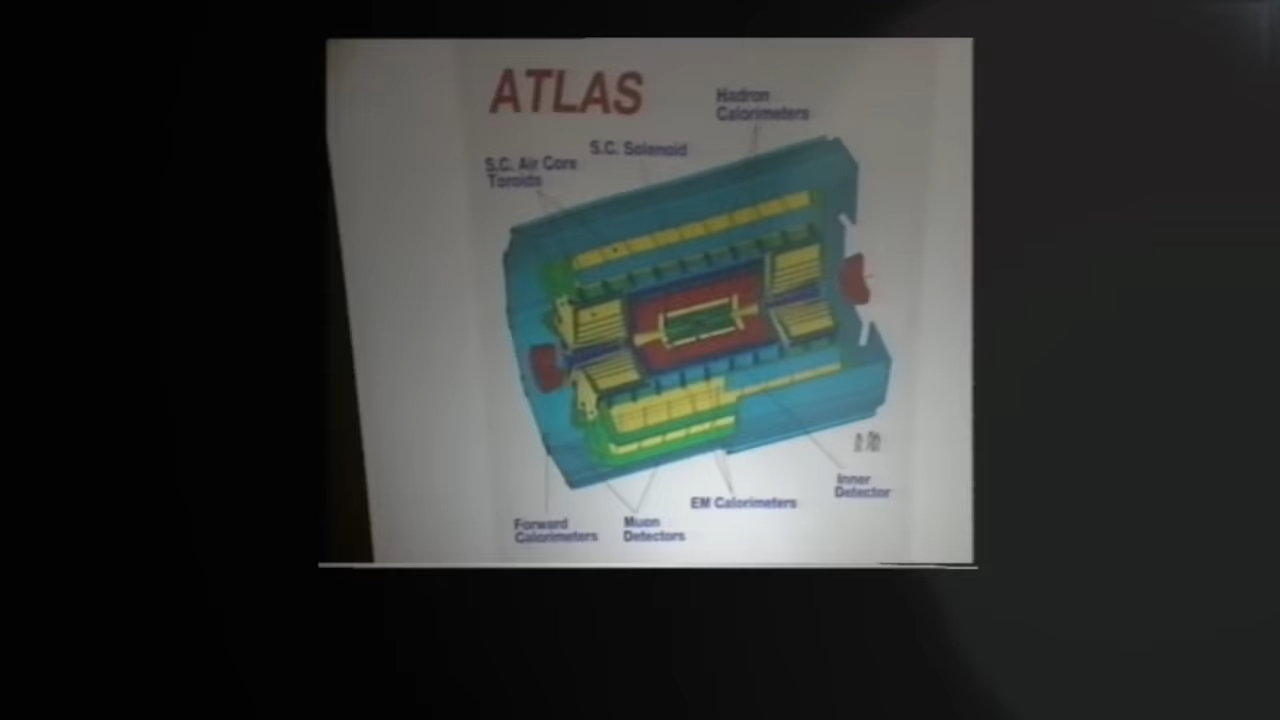 ATLAS
Hadron
Calorimeters
S.C. Solenoid
S.C. Air Core
Toroids
Inner
Detector
EM Calorimeters
Forward
Calorimeters
Muon
Detectors